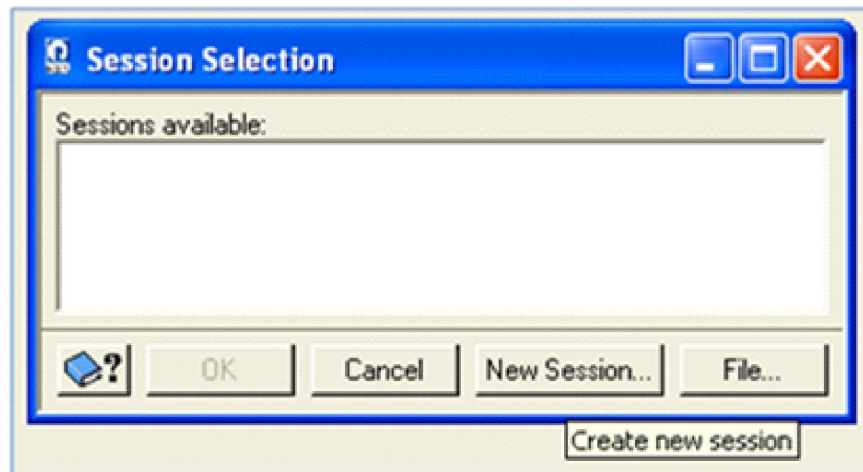 Session Selection
Sessions available:
? OK Cancel New Session... File...
Create new session